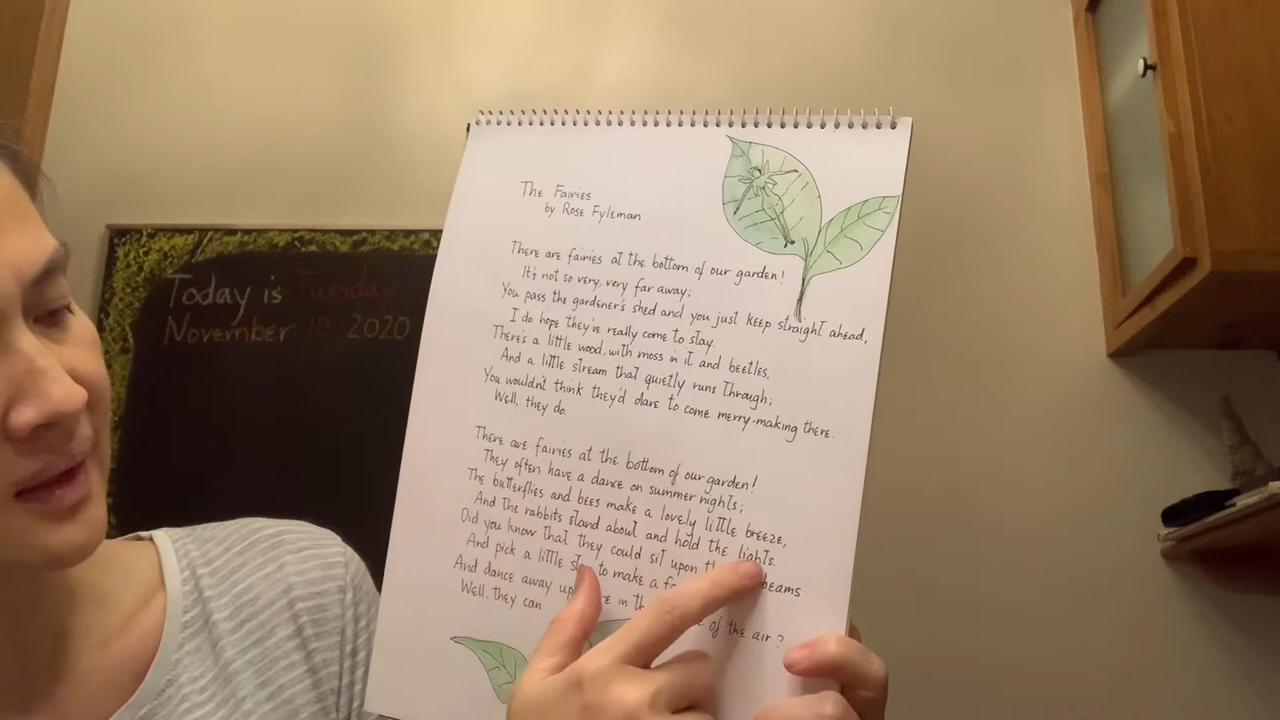 Today is Tuesday
November 10 2020
The Fairies
by Rose Fyleman
There are fairies at the bottom of our garden!
It's not so very, very far away;
You pass the gardener's shed and you just keep straight ahead,
I do hope they've really come to stay.
There's a little wood, with moss in it and beetles,
And a little stream that quietly runs through;
You wouldn't think they'd dare to come merry-making there.
Well, they do.
There are fairies at the bottom of our garden!
They often have a dance on summer nights;
The butterflies and bees make a lovely little breeze,
And the rabbits stand about and hold the lights.
Did you know that they could sit upon beams
And pick a little to make a
And dance away up in of the air?
Well, they can.